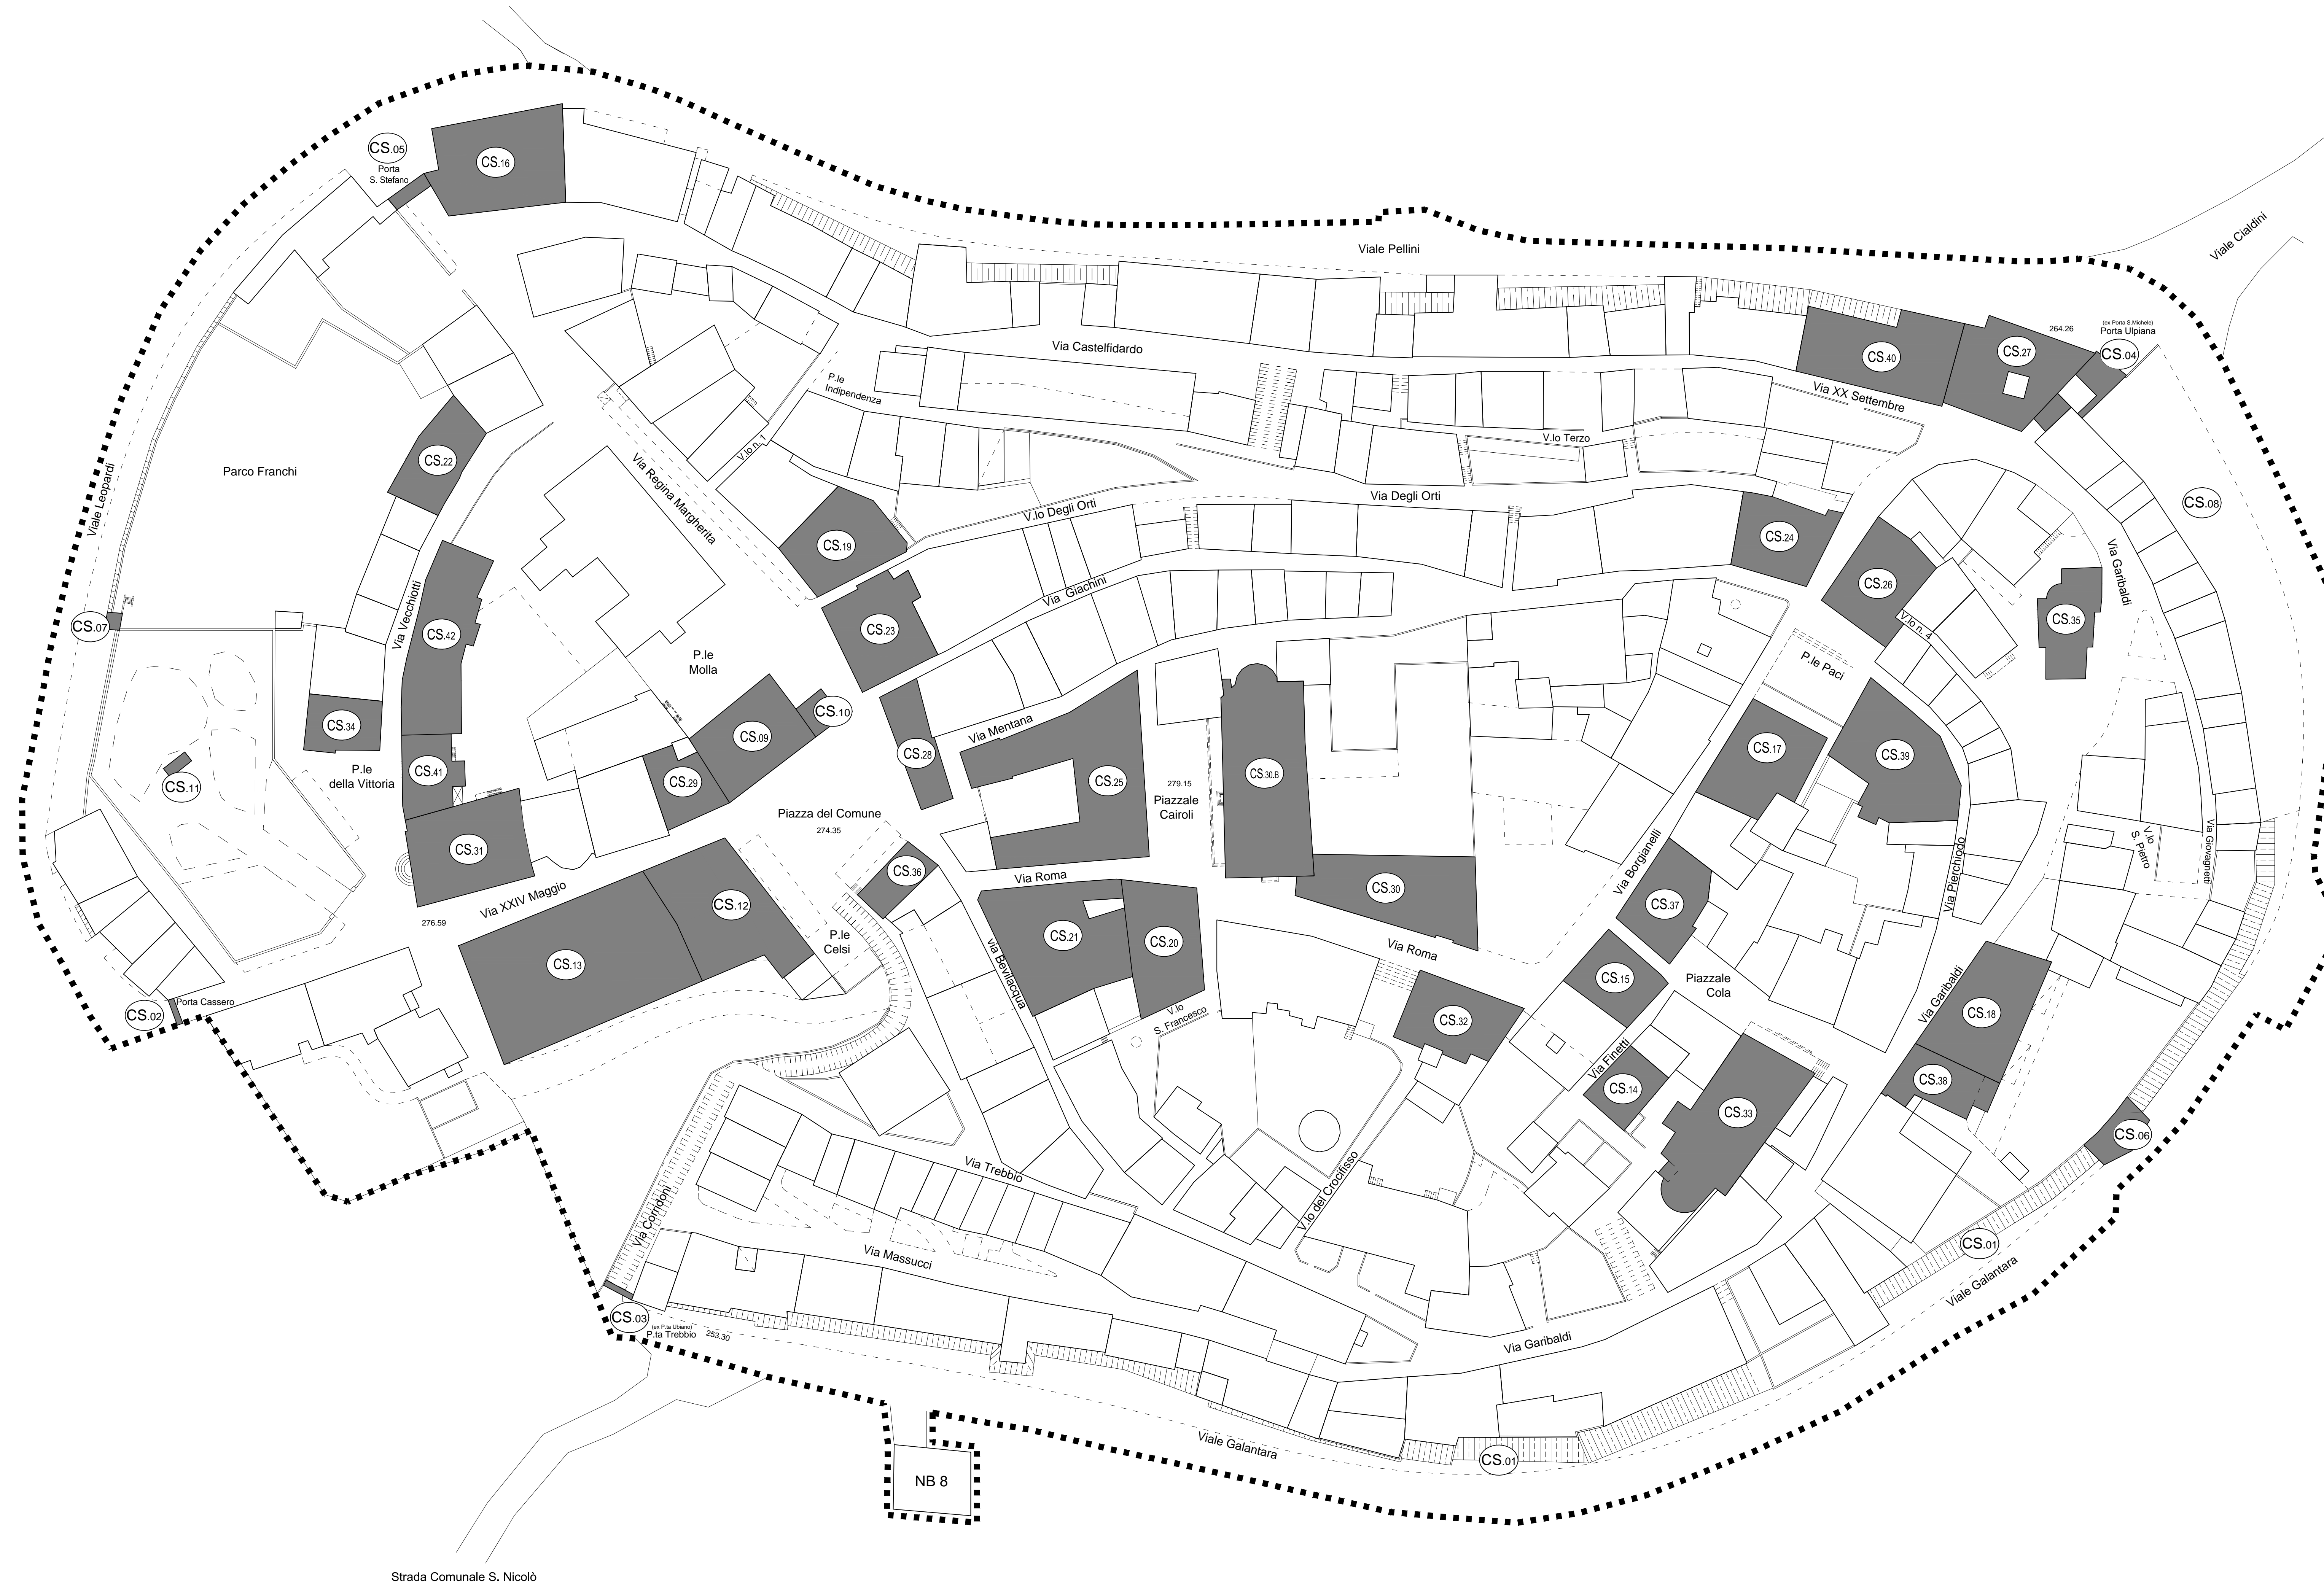 CS.05
Porta
S. Stefano
CS.16
Viale Pellini
Viale Cialdini
(ex Porta S.Michele)
Porta Ulpiana
264.26
CS.04
CS.27
CS.40
Via Castelfidardo
Via XX Settembre
P.le
Indipendenza
V.lo n. 1
V.lo Terzo
Parco Franchi
Viale Leopardi
CS.22
Via Regina Margherita
V.lo Degli Orti
Via Degli Orti
CS.08
CS.19
CS.24
CS.26
Via Garibaldi
V.lo n. 4
CS.35
CS.07
Via Vecchiotti
CS.42
CS.23
Via Giachini
P.le
Molla
P.le Paci
CS.34
CS.10
CS.09
CS.28
Via Mentana
CS.17
CS.39
P.le
della Vittoria
CS.41
CS.29
CS.25
279.15
Piazzale
Cairoli
CS.30.B
CS.11
Piazza del Comune
274.35
CS.31
CS.36
Via Roma
CS.30
Via Borgianelli
V.lo
S. Pietro
Via Giovagnetti
Via Pierchiodo
Via XXIV Maggio
276.59
CS.12
CS.37
P.le
Celsi
CS.21
CS.20
Via Roma
CS.13
via Bevilacqua
CS.15
Piazzale
Cola
Via Garibaldi
CS.18
Porta Cassero
CS.02
V.lo
S. Francesco
CS.32
Via Finetti
CS.14
CS.38
CS.33
CS.06
Via Trebbio
V.lo del Crocifisso
Via Corridoni
Via Massucci
CS.01
Viale Galantara
CS.03
(ex P.ta Ubiano)
P.ta Trebbio
253.30
Via Garibaldi
Viale Galantara
CS.01
NB 8
Strada Comunale S. Nicolò